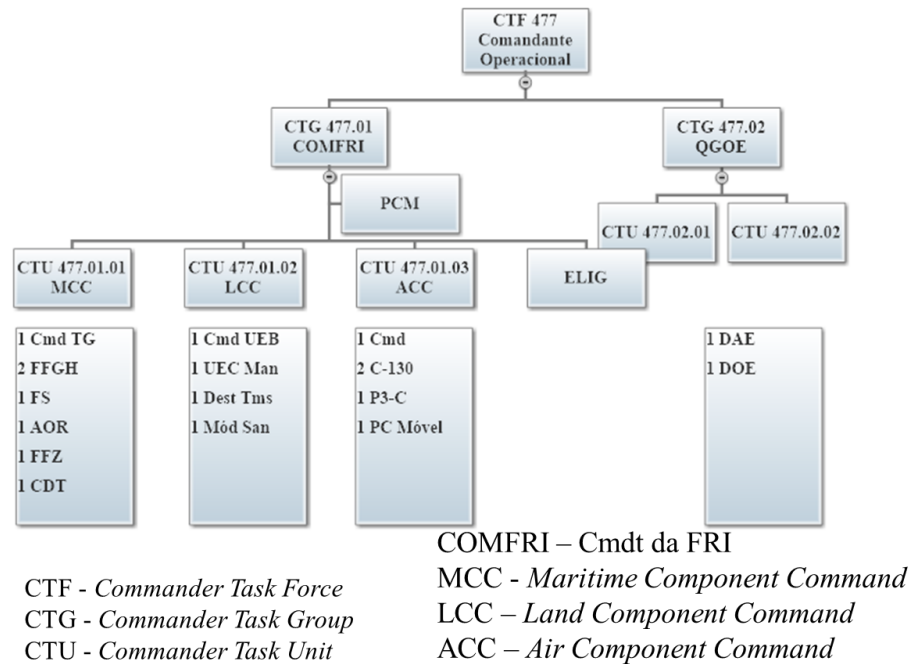 CTF 477
Comandante
Operacional
CTG 477.01
COMFRI
CTG 477.02
QGOE
PCM
CTU 477.02.01
CTU 477.02.02
CTU 477.01.01
MCC
CTU 477.01.02
LCC
CTU 477.01.03
ACC
ELIG
1 Cmd TG
2 FFGH
1 FS
1 AOR
1 FFZ
1 CDT
1 Cmd UEB
1 UEC Man
1 Dest Tms
1 Mód San
1 Cmd
2 C-130
1 P3-C
1 PC Móvel
1 DAE
1 DOE
CTF - Commander Task Force
CTG - Commander Task Group
CTU - Commander Task Unit
COMFRI – Cmdt da FRI
MCC - Maritime Component Command
LCC – Land Component Command
ACC – Air Component Command